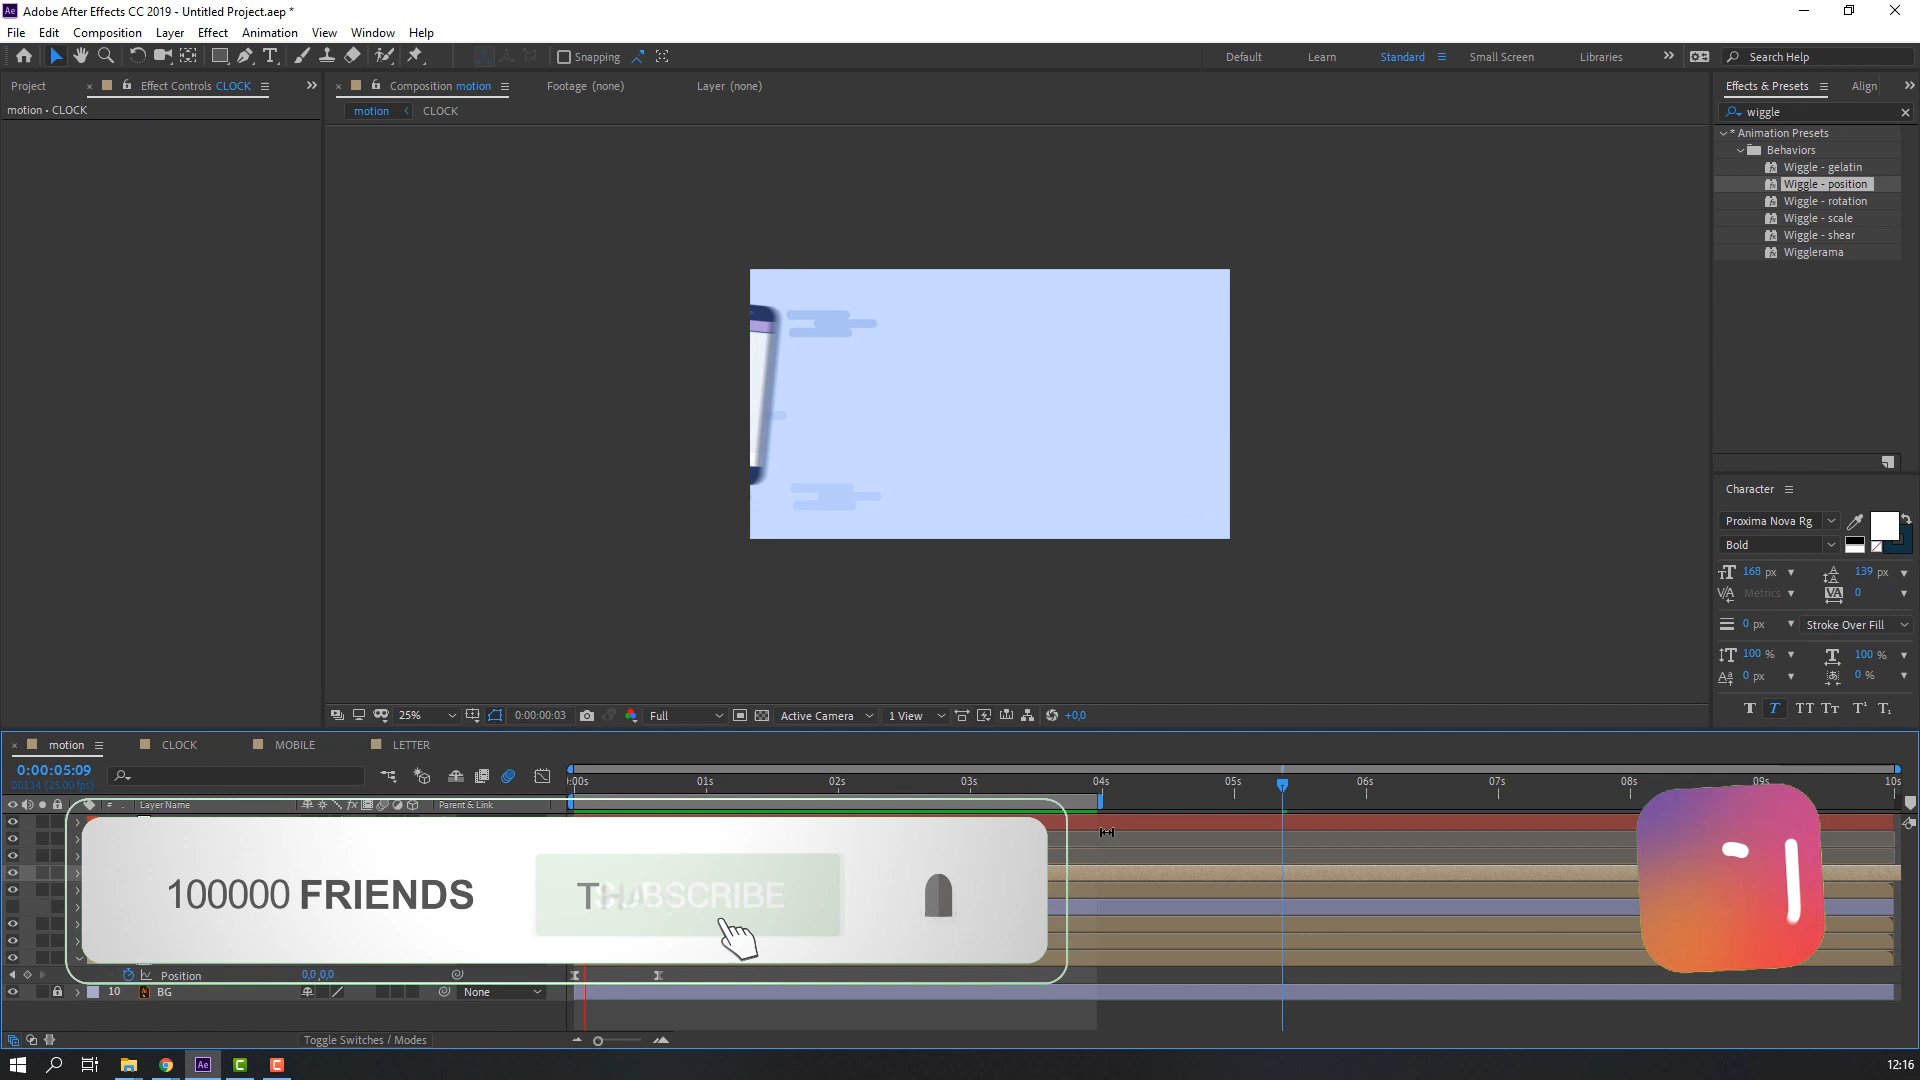 Adobe After Effects CC 2019 - Untitled Project.aep *
File Edit Composition Layer Effect Animation View Window Help
Snapping Default Learn Standard Small Screen Libraries Search Help
Project Effect Controls CLOCK Composition motion Footage (none) Layer (none) Effects & Presets Align
motion • CLOCK motion CLOCK wiggle
* Animation Presets
Behaviors
Wiggle - gelatin
Wiggle - position
Wiggle - rotation
Wiggle - scale
Wiggle - shear
Wigglerama
Character
Proxima Nova Rg
Bold
168 px 139 px
Metrics 0
0 px Stroke Over Fill
100 % 100 %
0 px 0 %
25% 0:00:00:03 Full Active Camera 1 View +0,0
motion CLOCK MOBILE LETTER
0:00:05:09
00134 (25.00 fps)
:00s 01s 02s 03s 04s 05s 06s 07s 08s 09s 10s
# Layer Name Parent & Link
100000 FRIENDS SUBSCRIBE
Position 0,0,0,0
10 BG None
Toggle Switches / Modes
12:16